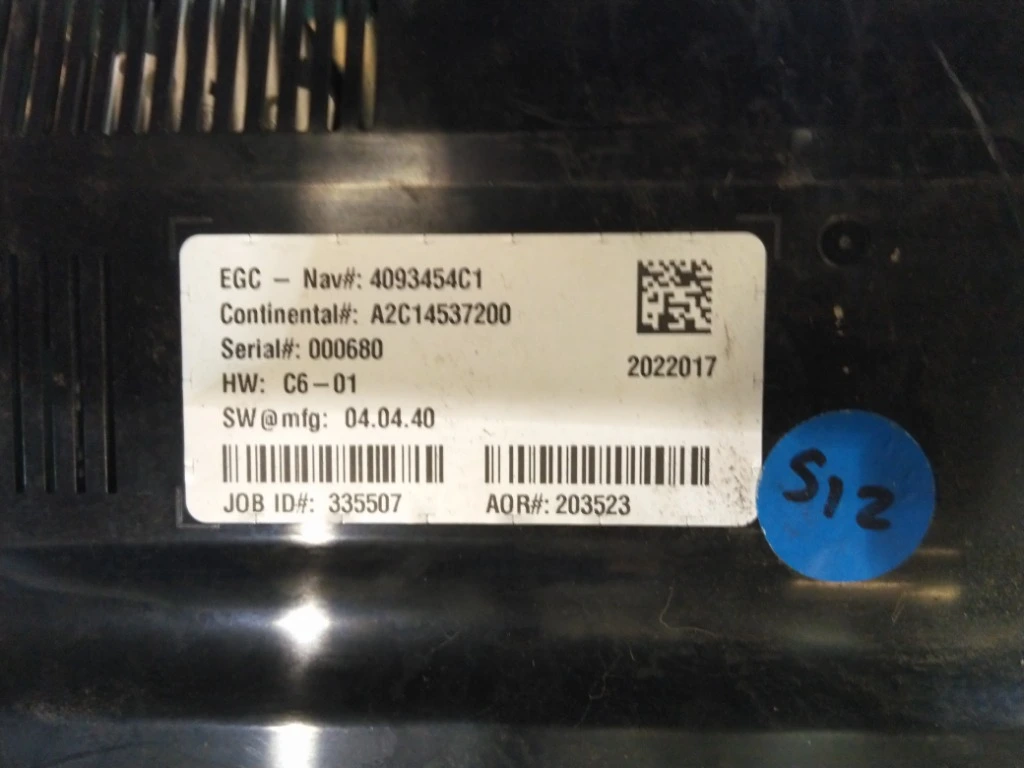 EGC - Nav#: 4093454C1
Continental#: A2C14537200
Serial#: 000680
HW: C6-01
SW@mfg: 04.04.40
2022017
JOB ID#: 335507
AOR#: 203523
S12